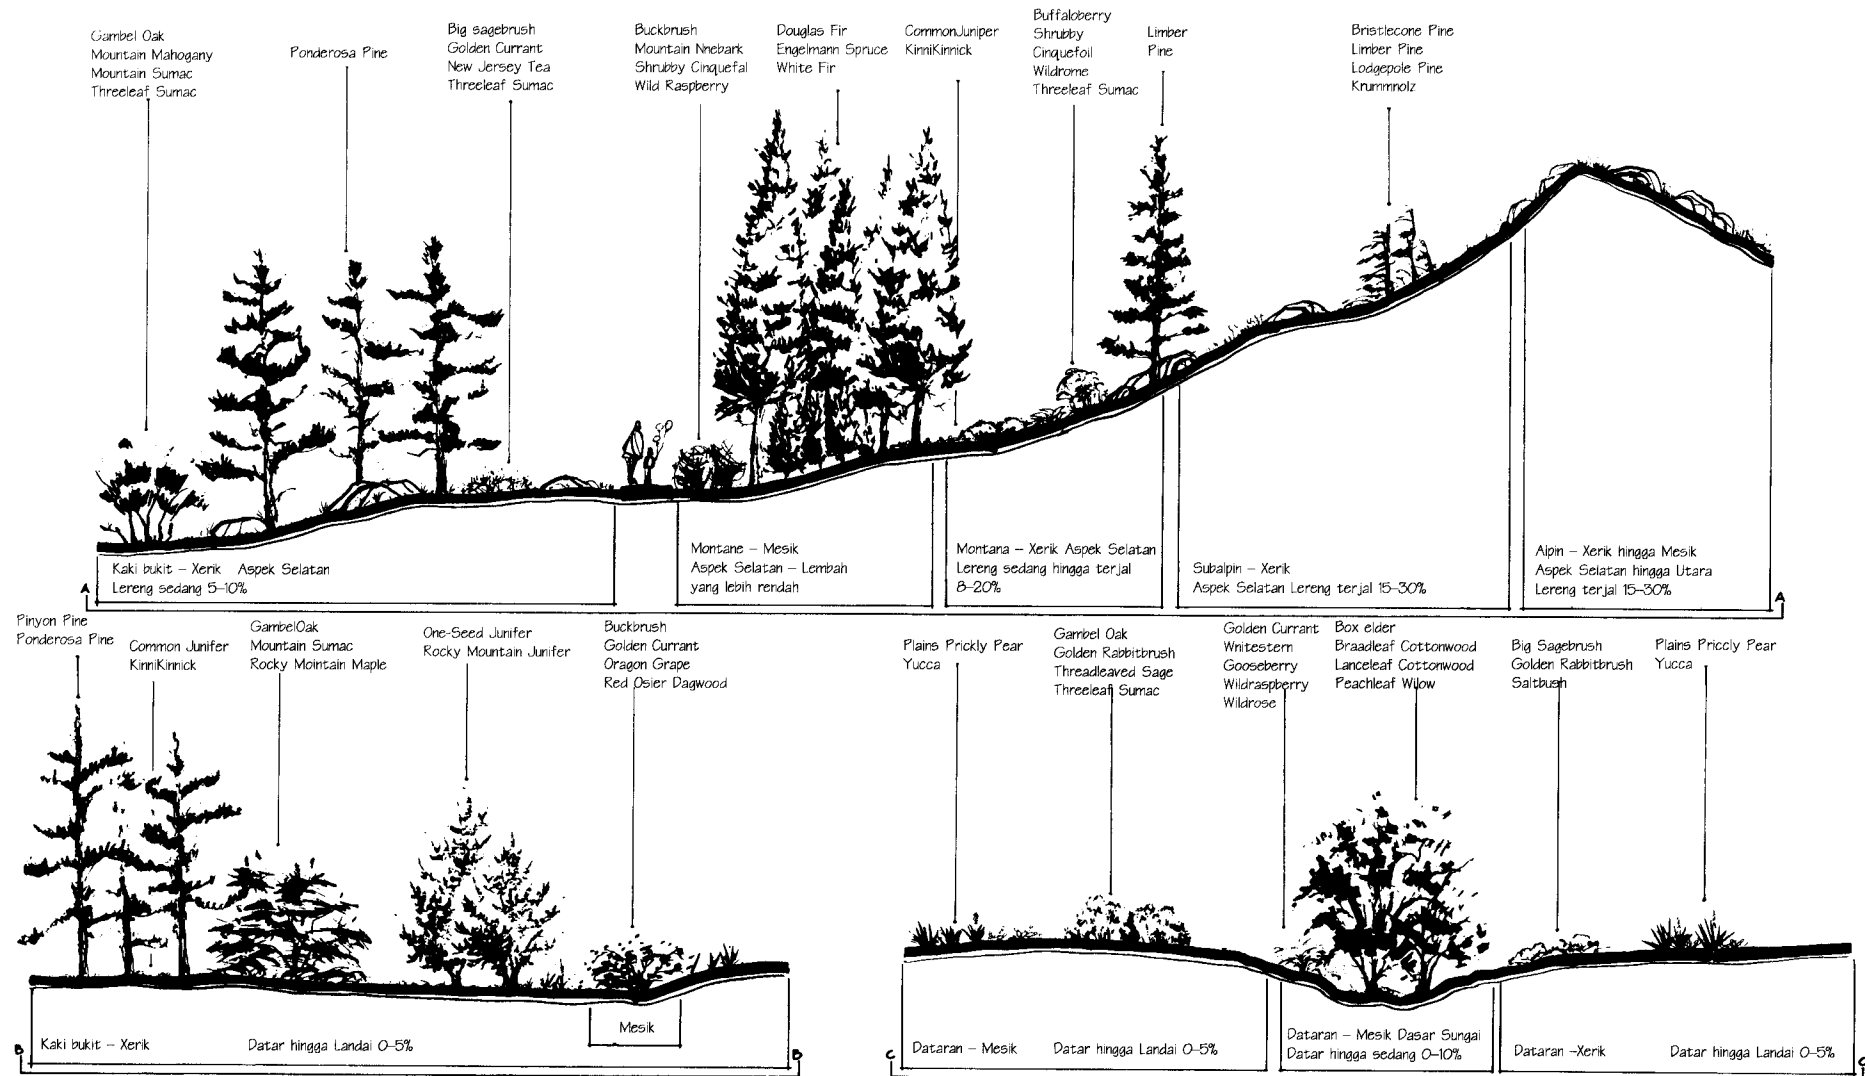 Gambel Oak
Mountain Mahogany
Mountain Sumac
Threeleaf Sumac
Ponderosa Pine
Big sagebrush
Golden Currant
New Jersey Tea
Threeleaf Sumac
Buckbrush
Mountain Nnebark
Shrubby Cinquefal
Wild Raspberry
Douglas Fir
Engelmann Spruce
White Fir
CommonJuniper
KinniKinnick
Buffaloberry
Shrubby
Cinquefoil
Wildrome
Threeleaf Sumac
Limber
Pine
Bristlecone Pine
Limber Pine
Lodgepole Pine
Krummnolz
Kaki bukit – Xerik Aspek Selatan
Lereng sedang 5–10%
Montane – Mesik
Aspek Selatan – Lembah
yang lebih rendah
Montana – Xerik Aspek Selatan
Lereng sedang hingga terjal
8–20%
Subalpin – Xerik
Aspek Selatan Lereng terjal 15–30%
Alpin – Xerik hingga Mesik
Aspek Selatan hingga Utara
Lereng terjal 15–30%
A
A
Pinyon Pine
Ponderosa Pine
Common Junifer
KinniKinnick
GambelOak
Mountain Sumac
Rocky Mointain Maple
One-Seed Junifer
Rocky Mountain Junifer
Buckbrush
Golden Currant
Oragon Grape
Red Osier Dagwood
Kaki bukit – Xerik
Datar hingga Landai 0–5%
Mesik
B
B
Plains Prickly Pear
Yucca
Gambel Oak
Golden Rabbitbrush
Threadleaved Sage
Threeleaf Sumac
Golden Currant
Wnitestern
Gooseberry
Wildraspberry
Wildrose
Box elder
Braadleaf Cottonwood
Lanceleaf Cottonwood
Peachleaf Wilow
Big Sagebrush
Golden Rabbitbrush
Saltbush
Plains Priccly Pear
Yucca
Dataran – Mesik
Datar hingga Landai 0–5%
Dataran – Mesik Dasar Sungai
Datar hingga sedang 0–10%
Dataran –Xerik
Datar hingga Landai 0–5%
C
C